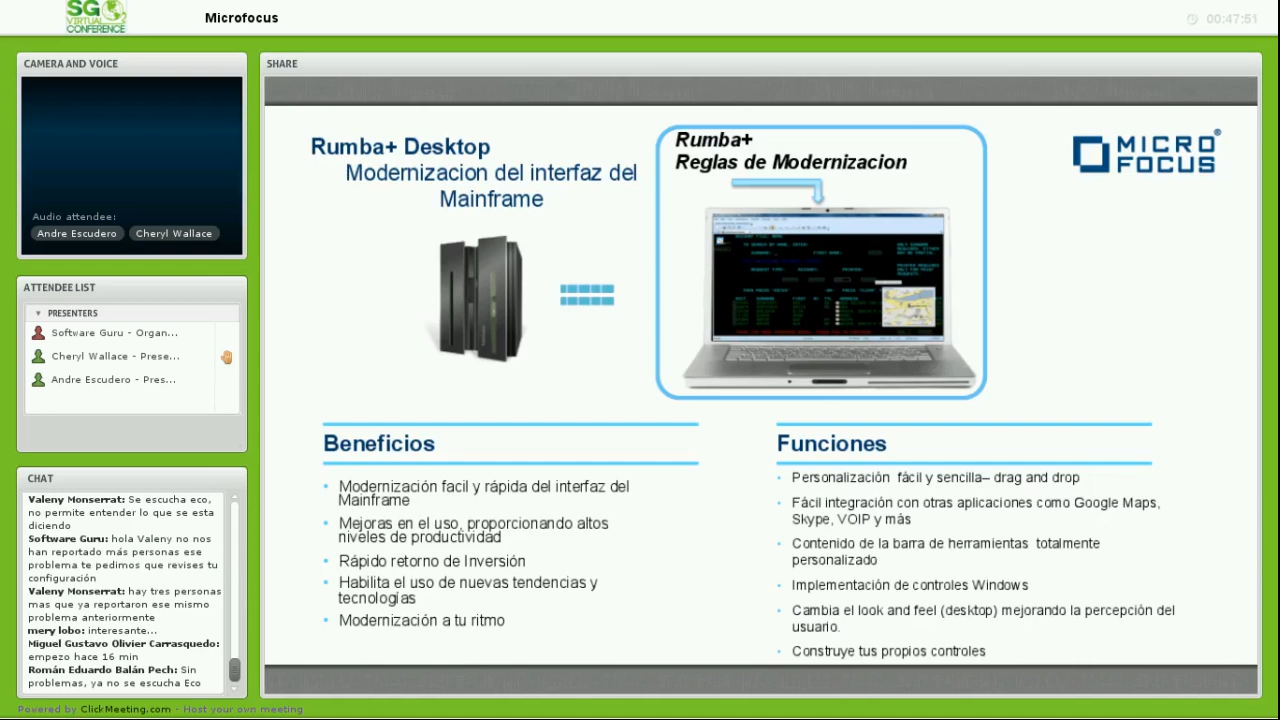 SG
VIRTUAL
CONFERENCE
Microfocus
00:47:51
CAMERA AND VOICE
Audio attendee:
Andre Escudero
Cheryl Wallace
ATTENDEE LIST
PRESENTERS
Software Guru - Organ...
Cheryl Wallace - Prese...
Andre Escudero - Pres...
CHAT
Valeny Monserrat: Se escucha eco,
no permite entender lo que se esta
diciendo
Software Guru: hola Valeny no nos
han reportado más personas ese
problema te pedimos que revises tu
configuración
Valeny Monserrat: hay tres personas
mas que ya reportaron ese mismo
problema anteriormente
mery lobo: interesante...
Miguel Gustavo Olivier Carrasquedo:
empezo hace 16 min
Román Eduardo Balán Pech: Sin
problemas, ya no se escucha Eco
SHARE
Rumba+ Desktop
Modernizacion del interfaz del
Mainframe
Rumba+
Reglas de Modernizacion
MICRO
FOCUS®
Beneficios
• Modernización facil y rápida del interfaz del
Mainframe
• Mejoras en el uso, proporcionando altos
niveles de productividad
• Rápido retorno de Inversión
• Habilita el uso de nuevas tendencias y
tecnologías
• Modernización a tu ritmo
Funciones
• Personalización fácil y sencilla– drag and drop
• Fácil integración con otras aplicaciones como Google Maps,
Skype, VOIP y más
• Contenido de la barra de herramientas totalmente
personalizado
• Implementación de controles Windows
• Cambia el look and feel (desktop) mejorando la percepción del
usuario.
• Construye tus propios controles
Powered by ClickMeeting.com - Host your own meeting